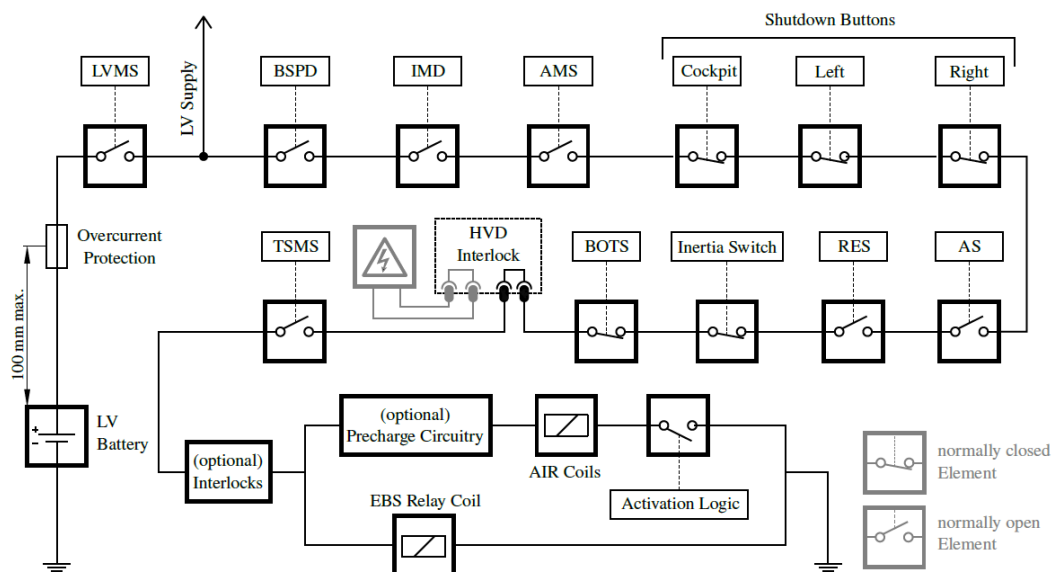 Shutdown Buttons
LVMS
BSPD
IMD
AMS
Cockpit
Left
Right
LV Supply
Overcurrent
Protection
100 mm max.
TSMS
HVD
Interlock
BOTS
Inertia Switch
RES
AS
+
-
LV
Battery
(optional)
Interlocks
(optional)
Precharge Circuitry
AIR Coils
Activation Logic
EBS Relay Coil
normally closed
Element
normally open
Element